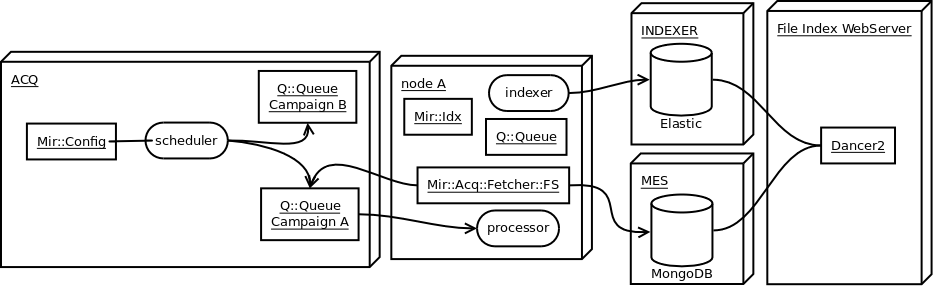 ACQ
Q::Queue
Campaign B
Mir::Config
scheduler
Q::Queue
Campaign A
node A
indexer
Mir::Idx
Q::Queue
Mir::Acq::Fetcher::FS
processor
INDEXER
Elastic
MES
MongoDB
File Index WebServer
Dancer2